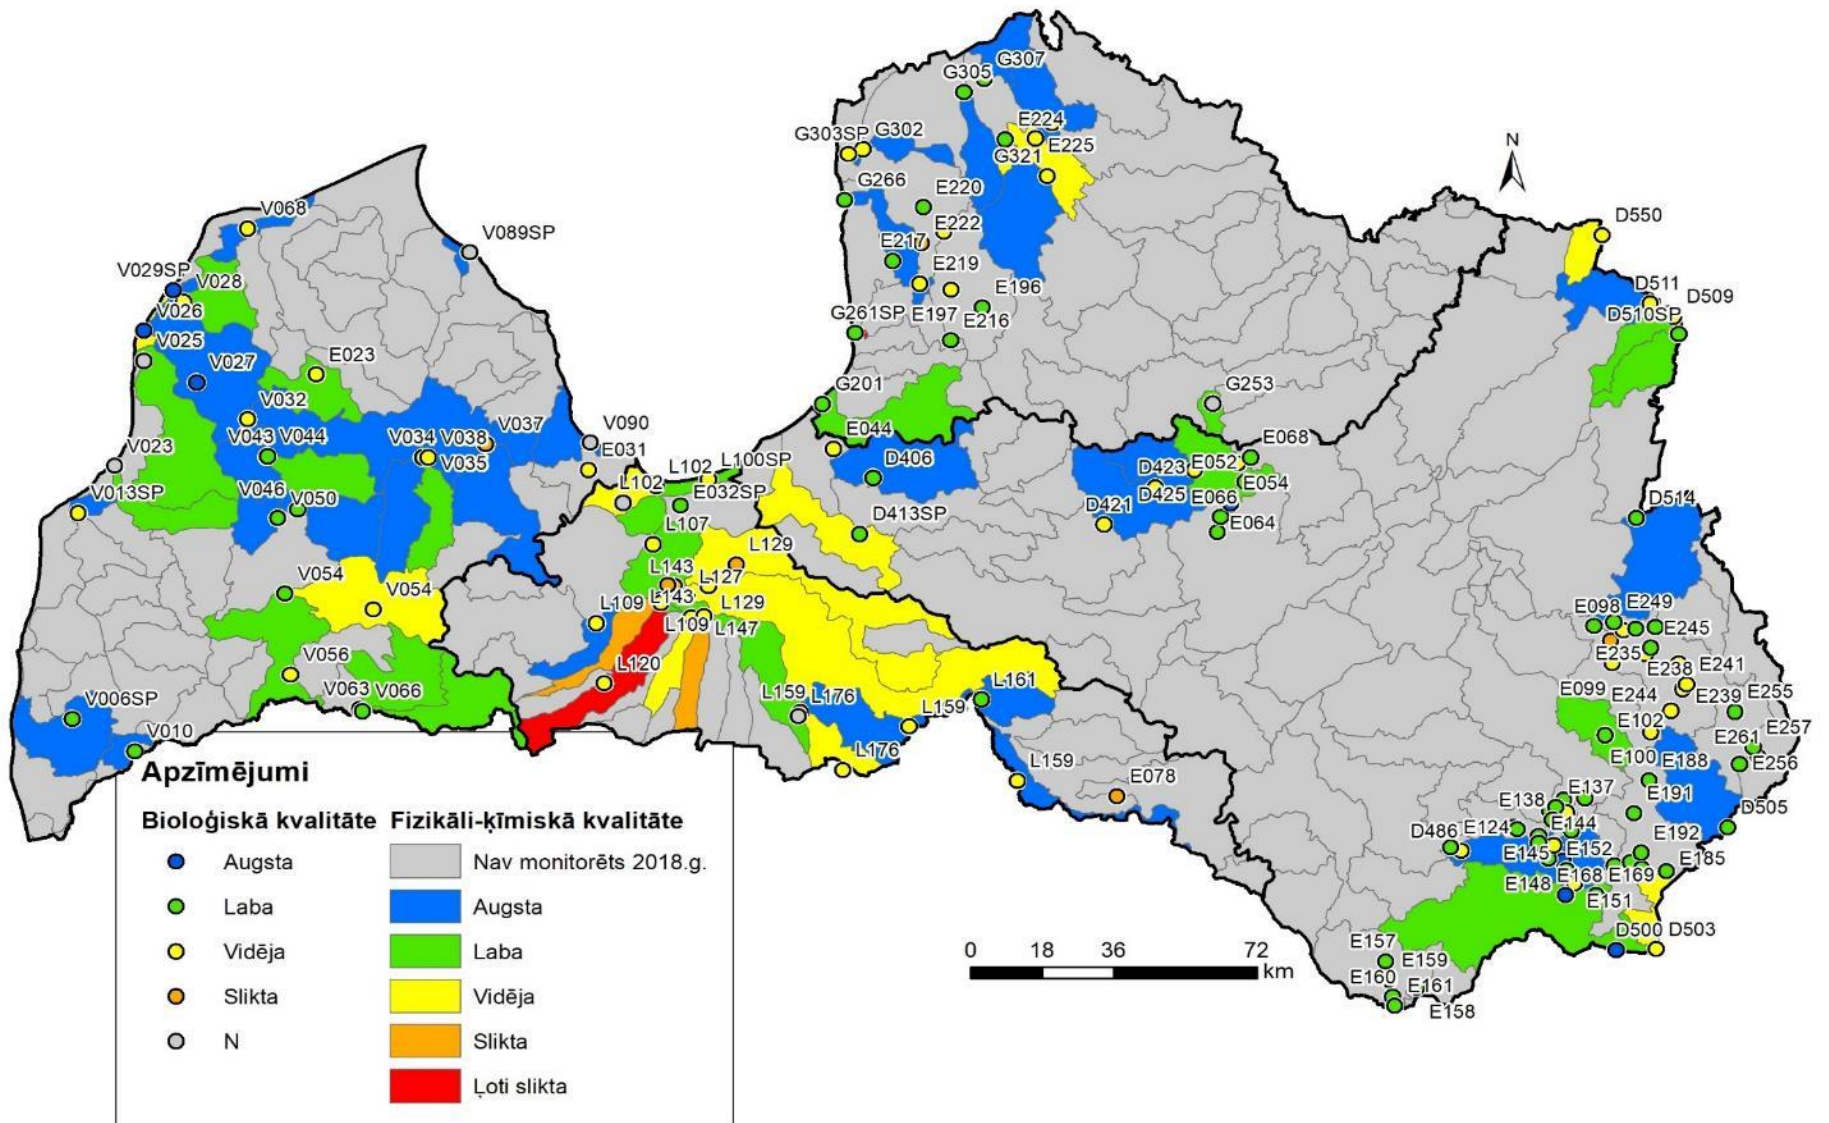 G307
G305
E224
G303SP
G302
E225
G321
N
G266
E220
V068
D550
E222
V089SP
E217
V029SP
V028
E219
D511
D509
E196
V026
G261SP
E197
E216
D510SP
V025
V027
E023
G201
G253
V032
V037
V090
V043
V044
V034
V038
E044
E068
V023
E031
V035
L102
L100SP
D406
D423
E052
L102
E032SP
E054
V013SP
V046
V050
D425
E066
D421
D514
L107
D413SP
E064
L129
L143
V054
L127
V054
L143
L109
L129
E098
E249
L109
L147
E245
E235
V056
L120
E238
E241
V063
V066
L161
E099
E244
E239
E255
V006SP
L159
L176
L159
E102
E257
V010
E261
L176
L159
E078
E100
E188
E256
E137
E191
E138
D505
D486
E124
E144
E192
E145
E152
E185
E148
E168
E169
E151
D500
D503
E157
E159
E160
E161
E158
0 18 36 72
km
Apzīmējumi
Bioloģiskā kvalitāte
Augsta
Laba
Vidēja
Slikta
N
Fizikāli-ķīmiskā kvalitāte
Nav monitorēts 2018.g.
Augsta
Laba
Vidēja
Slikta
Ļoti slikta